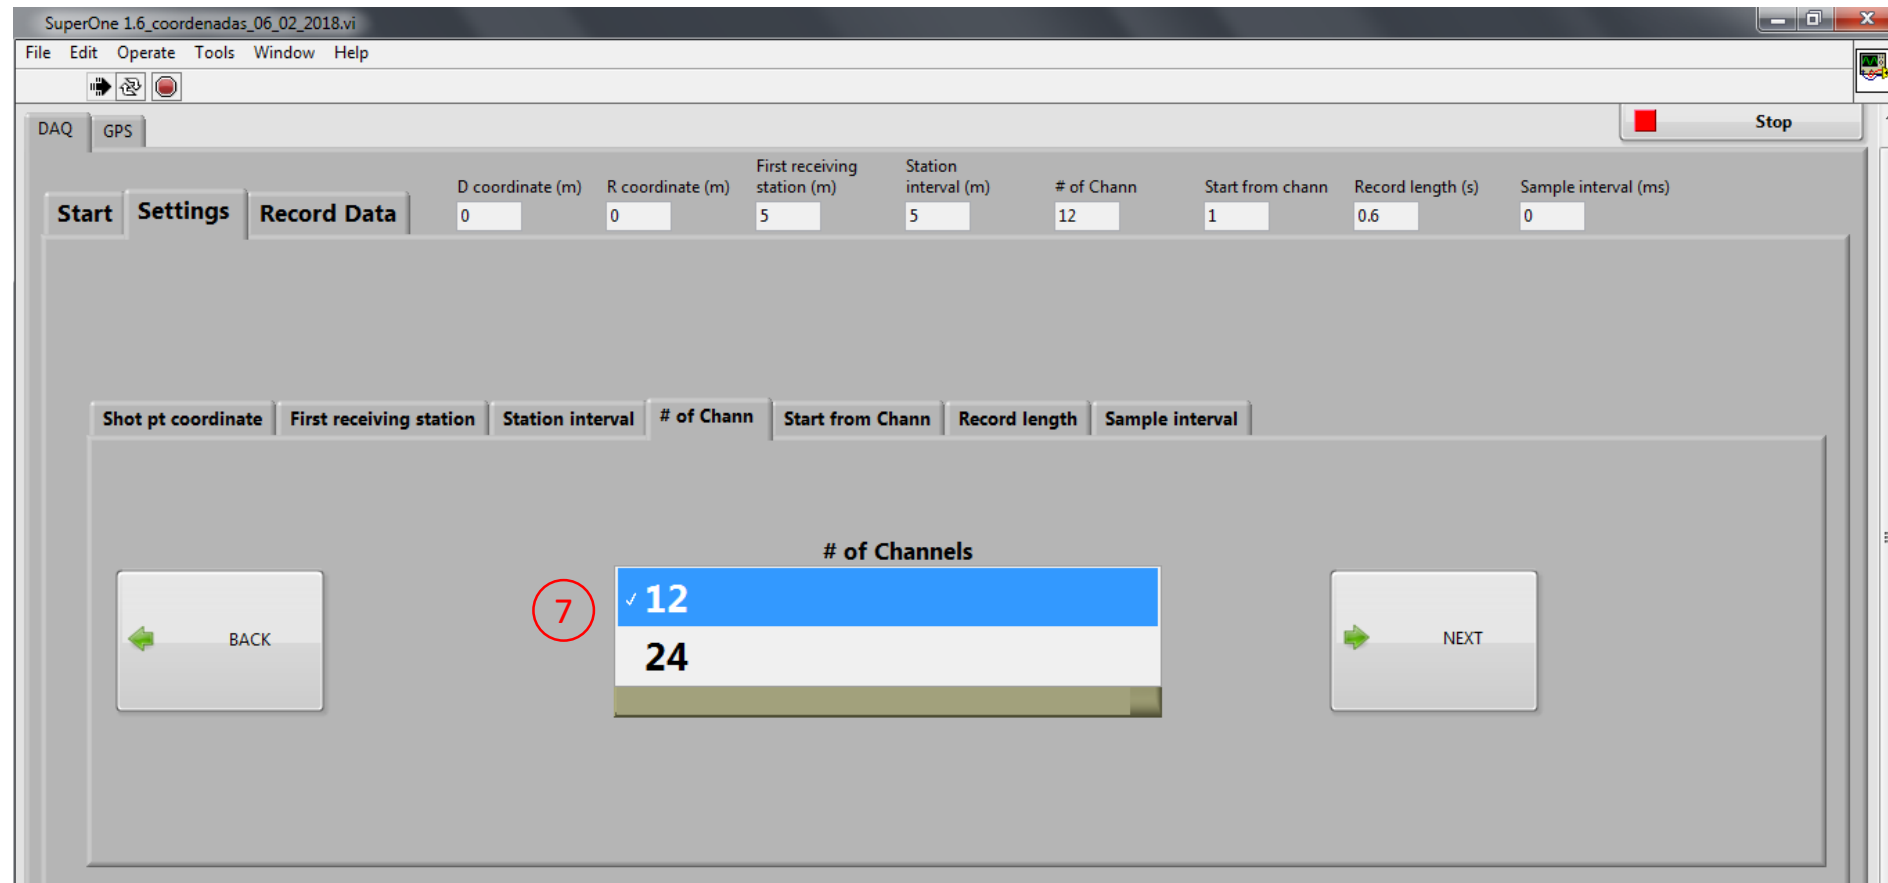 SuperOne 1.6_coordenadas_06_02_2018.vi
File Edit Operate Tools Window Help
DAQ GPS
Stop
Start Settings Record Data
D coordinate (m)
0
R coordinate (m)
0
First receiving
station (m)
5
Station
interval (m)
5
# of Chann
12
Start from chann
1
Record length (s)
0.6
Sample interval (ms)
0
Shot pt coordinate First receiving station Station interval # of Chann Start from Chann Record length Sample interval
# of Channels
BACK
7
✓ 12
24
NEXT